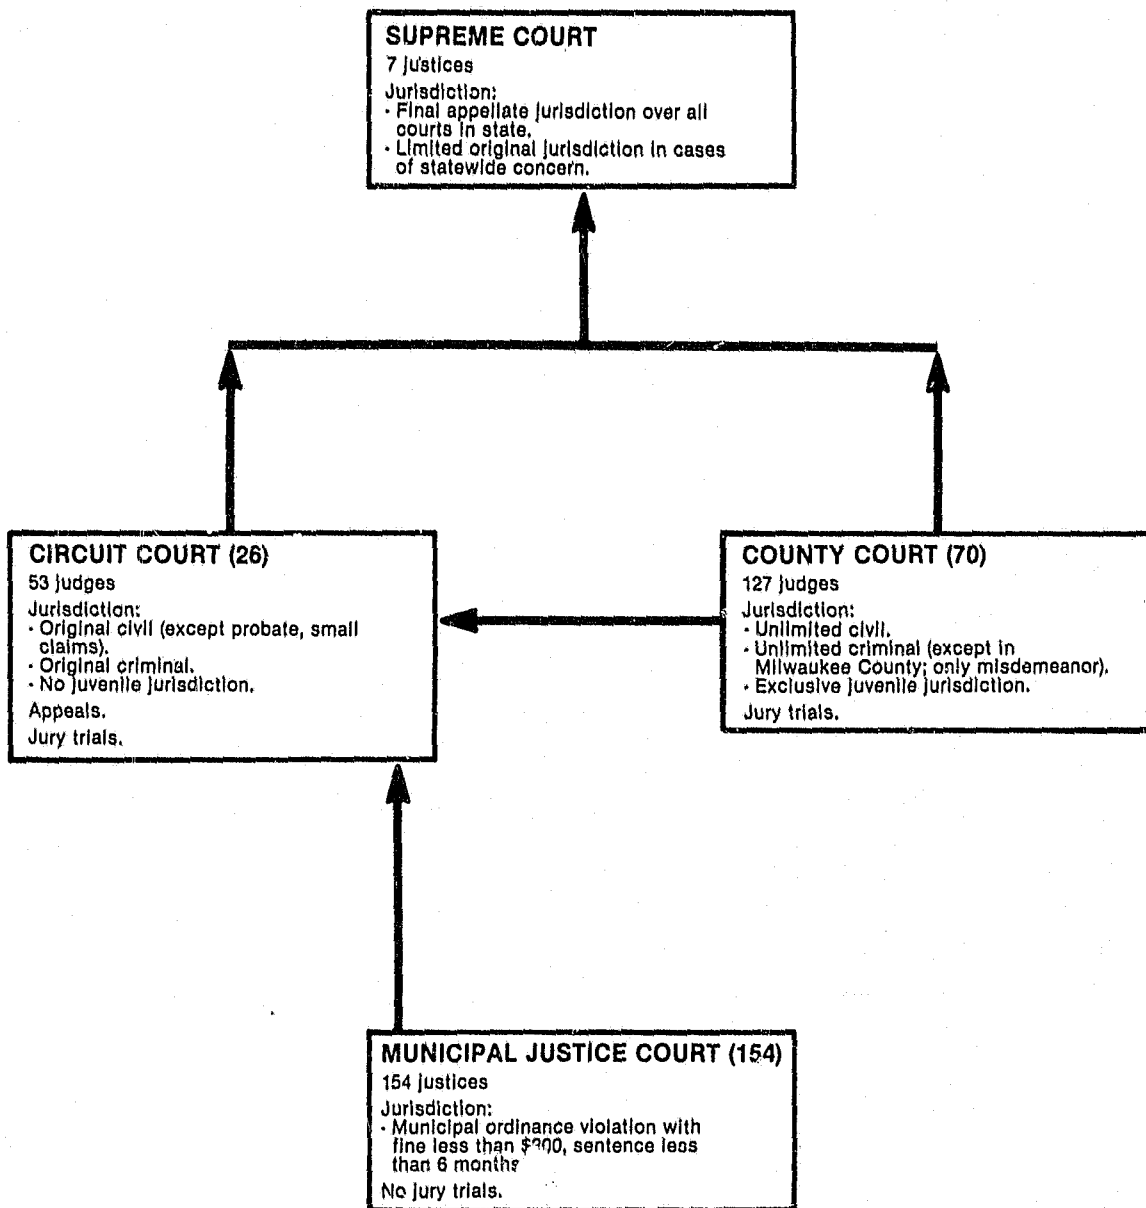 SUPREME COURT
7 justices
Jurisdiction:
· Final appellate jurisdiction over all
courts in state.
· Limited original jurisdiction in cases
of statewide concern.
CIRCUIT COURT (26)
53 judges
Jurisdiction:
· Original civil (except probate, small
claims).
· Original criminal.
· No juvenile jurisdiction.
Appeals.
Jury trials.
COUNTY COURT (70)
127 judges
Jurisdiction:
· Unlimited civil.
· Unlimited criminal (except in
Milwaukee County; only misdemeanor).
· Exclusive juvenile jurisdiction.
Jury trials.
MUNICIPAL JUSTICE COURT (154)
154 justices
Jurisdiction:
· Municipal ordinance violation with
fine less than sentence less
than 6 months
No jury trials.